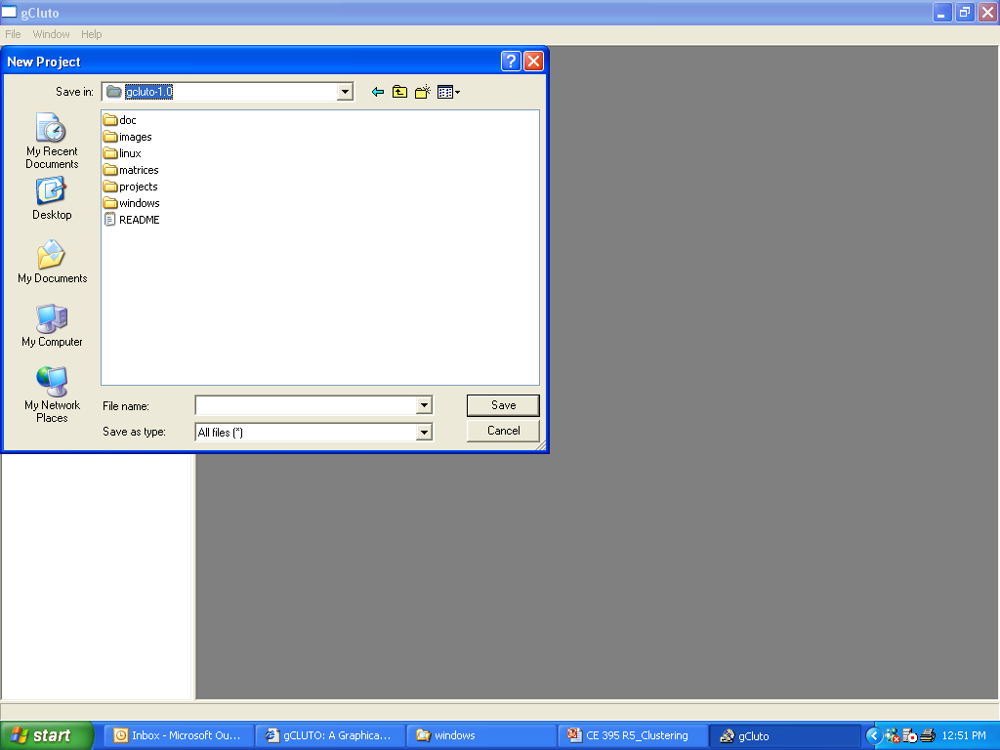 gCluto
File Window Help
New Project
Save in: gcluto-1.0
My Recent
Documents
Desktop
My Documents
My Computer
My Network
Places
doc
images
linux
matrices
projects
windows
README
File name:
Save
Save as type: All files (*)
Cancel
start
Inbox - Microsoft Ou...
gCLUTO: A Graphica...
windows
CE 395 R5_Clustering
gCluto
12:51 PM